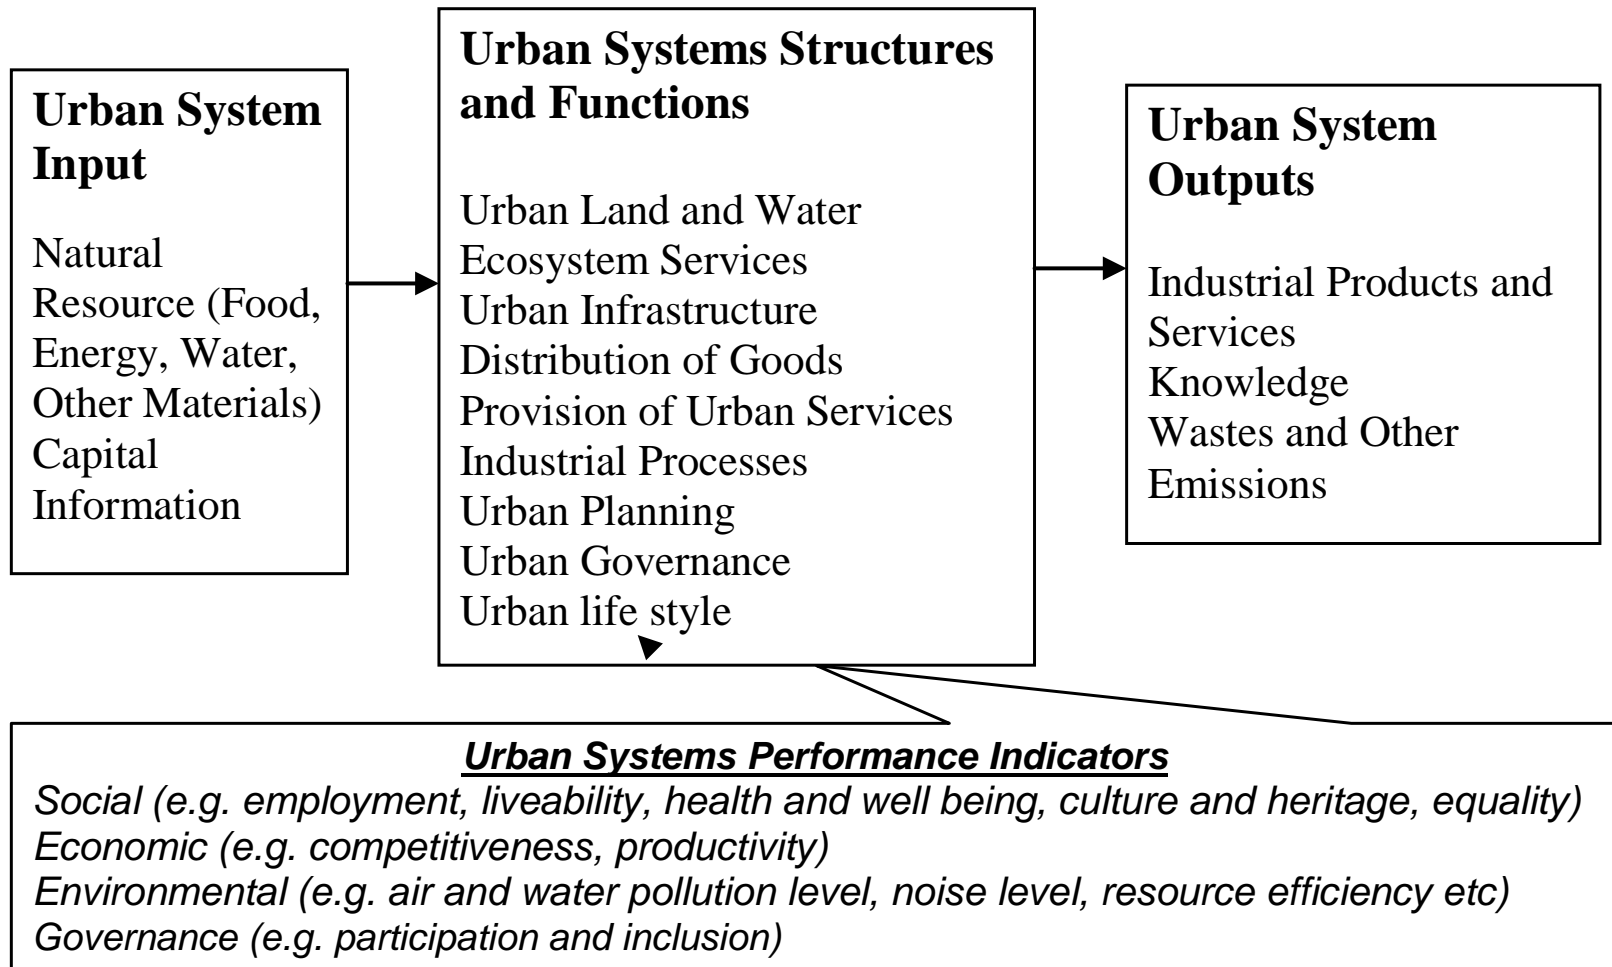 Urban System
Input
Natural
Resource (Food,
Energy, Water,
Other Materials)
Capital
Information
Urban Systems Structures
and Functions
Urban Land and Water
Ecosystem Services
Urban Infrastructure
Distribution of Goods
Provision of Urban Services
Industrial Processes
Urban Planning
Urban Governance
Urban life style
Urban System
Outputs
Industrial Products and
Services
Knowledge
Wastes and Other
Emissions
Urban Systems Performance Indicators
Social (e.g. employment, liveability, health and well being, culture and heritage, equality)
Economic (e.g. competitiveness, productivity)
Environmental (e.g. air and water pollution level, noise level, resource efficiency etc)
Governance (e.g. participation and inclusion)